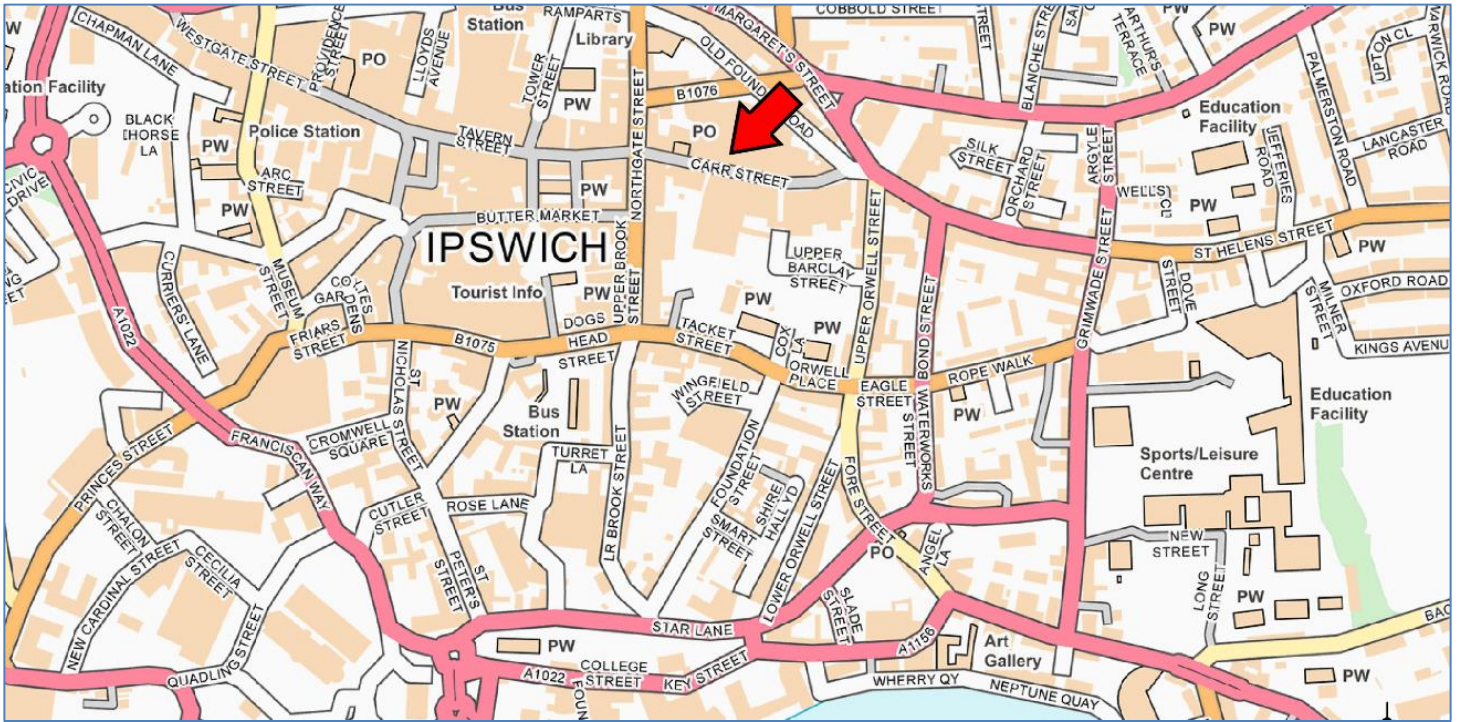 COBBOLD STREET
RAMPARTS
Bus
Station
Library
PO
PW
CHAPMAN LANE
WESTGATE STREET
PROVIDENCE
STREET
PO
LLOYDS
AVENUE
TOWER
STREET
PW
NORTHGATE STREET
B1076
MARGARET'S STREET
BLANCHE
ARTHUR'S
TERRACE
PW
PW
UPTON CL
WARWICK ROAD
PALMERSTON ROAD
LANCASTER
ROAD
Education
Facility
JEFFERIES
ROAD
ation Facility
BLACK
HORSE
LA
Police Station
PW
ARC
STREET
PW
TAVERN
STREET
PO
CARR STREET
SILK
STREET
ORCHARD
STREET
ARGYLE
STREET
WELLS CL
PW
CIVIC
DRIVE
BUTTER MARKET
PW
IPSWICH
UPPER BROOK
STREET
UPPER
BARCLAY
STREET
UPPER ORWELL STREET
BOND STREET
GRIMWADE STREET
ST HELENS STREET
PW
DOVE
STREET
MILNER
STREET
OXFORD ROAD
KINGS AVENU
CURRIERS' LANE
MUSEUM
STREET
Tourist Info
PW
A1022
FRIARS
STREET
B1075
DOGS
HEAD
STREET
TACKET
STREET
PW
COX
LA
PW
ORWELL
PLACE
EAGLE
STREET
ROPE WALK
PW
ST
NICHOLAS STREET
PW
Bus
Station
WINGFIELD
STREET
Education
Facility
Sports/Leisure
Centre
PRINCES STREET
FRANCISCAN WAY
CROMWELL
SQUARE
TURRET
LA
FOUNDATION
STREET
SHIRE
HALL YD
SMART
STREET
LOWER ORWELL STREET
FORE STREET
WATERWORKS
STREET
CHALON
STREET
CUTLER
STREET
ROSE LANE
LR BROOK STREET
PO
ANGEL
LA
NEW
STREET
LONG
STREET
PW
NEW CARDINAL STREET
CECILIA
STREET
ST
PETER'S
STREET
QUADLING STREET
STAR LANE
PW
SLADE
STREET
A1156
Art
Gallery
A1022
COLLEGE
STREET
KEY STREET
WHERRY QY
NEPTUNE QUAY
PW